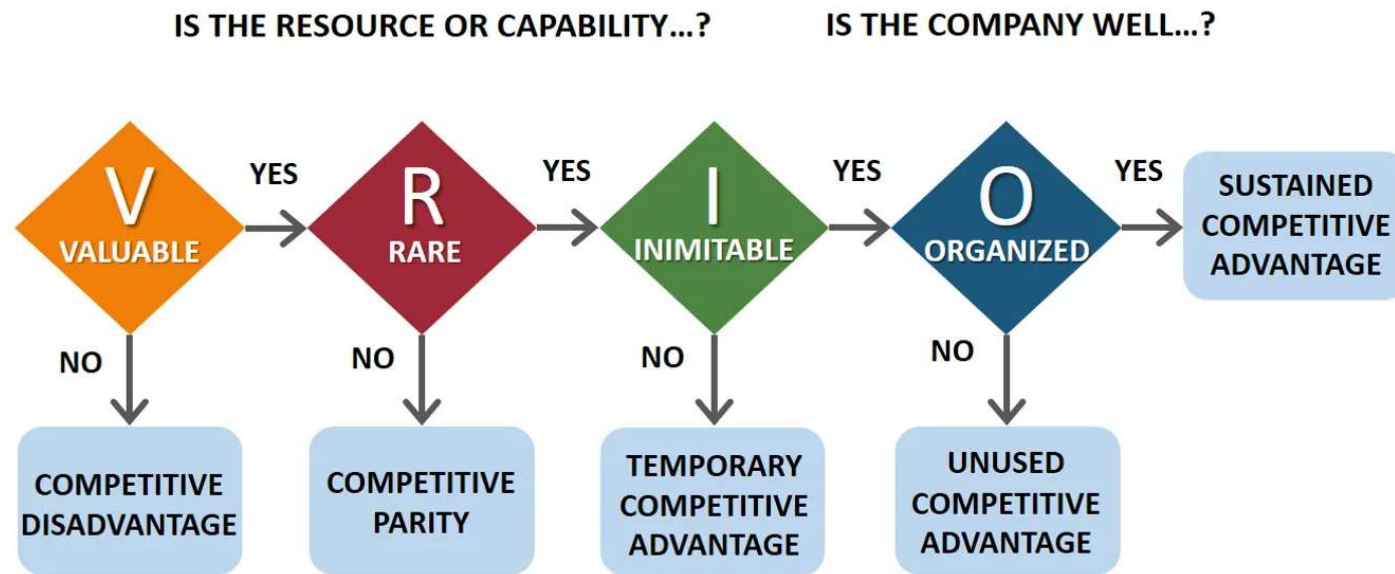 IS THE RESOURCE OR CAPABILITY...?
IS THE COMPANY WELL...?
V
VALUABLE
YES
R
RARE
YES
I
INIMITABLE
YES
O
ORGANIZED
YES
SUSTAINED
COMPETITIVE
ADVANTAGE
NO
NO
NO
NO
COMPETITIVE
DISADVANTAGE
COMPETITIVE
PARITY
TEMPORARY
COMPETITIVE
ADVANTAGE
UNUSED
COMPETITIVE
ADVANTAGE